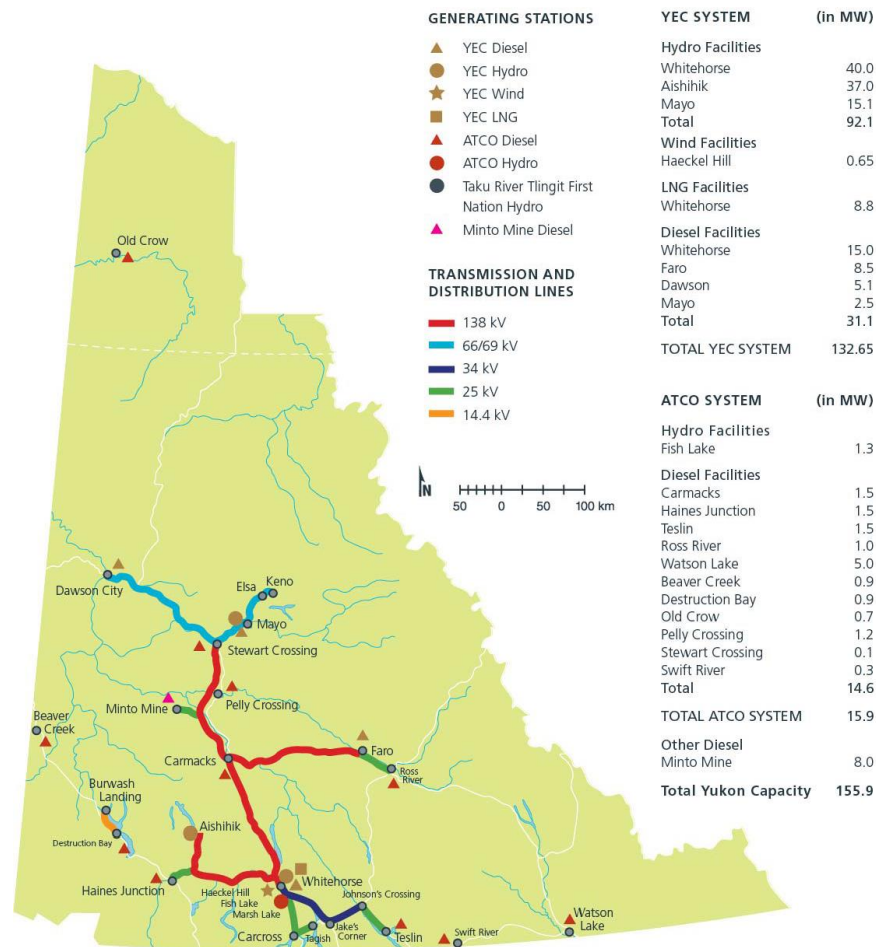 GENERATING STATIONS
YEC Diesel
YEC Hydro
YEC Wind
YEC LNG
ATCO Diesel
ATCO Hydro
Taku River Tlingit First
Nation Hydro
Minto Mine Diesel
TRANSMISSION AND
DISTRIBUTION LINES
138 kV
66/69 kV
34 kV
25 kV
14.4 kV
N
50 0 50 100 km
YEC SYSTEM (in MW)
Hydro Facilities
Whitehorse 40.0
Aishihik 37.0
Mayo 15.1
Total 92.1
Wind Facilities
Haeckel Hill 0.65
LNG Facilities
Whitehorse 8.8
Diesel Facilities
Whitehorse 15.0
Faro 8.5
Dawson 5.1
Mayo 2.5
Total 31.1
TOTAL YEC SYSTEM 132.65
ATCO SYSTEM (in MW)
Hydro Facilities
Fish Lake 1.3
Diesel Facilities
Carmacks 1.5
Haines Junction 1.5
Teslin 1.5
Ross River 1.0
Watson Lake 5.0
Beaver Creek 0.9
Destruction Bay 0.9
Old Crow 0.7
Pelly Crossing 1.2
Stewart Crossing 0.1
Swift River 0.3
Total 14.6
TOTAL ATCO SYSTEM 15.9
Other Diesel
Minto Mine 8.0
Total Yukon Capacity 155.9
Old Crow
Dawson City
Elsa
Keno
Mayo
Stewart Crossing
Pelly Crossing
Minto Mine
Beaver
Creek
Carmacks
Faro
Ross
River
Burwash
Landing
Aishihik
Destruction Bay
Haines Junction
Haeckel Hill
Fish Lake
Marsh Lake
Whitehorse
Johnson's Crossing
Carcross
Tagish
Jake's
Corner
Teslin
Swift River
Watson
Lake